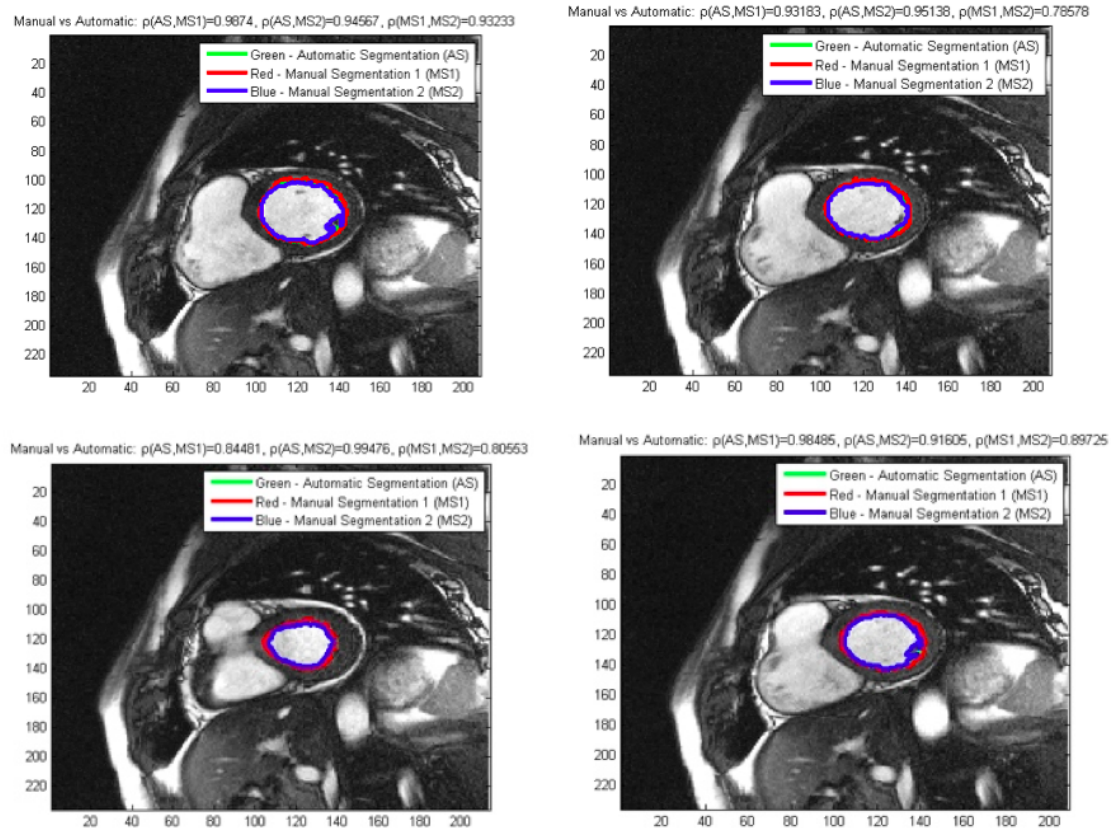 Manual vs Automatic: ρ(AS,MS1)=0.9874, ρ(AS,MS2)=0.94567, ρ(MS1,MS2)=0.93233
Green - Automatic Segmentation (AS)
Red - Manual Segmentation 1 (MS1)
Blue - Manual Segmentation 2 (MS2)
20
40
60
80
100
120
140
160
180
200
220
20 40 60 80 100 120 140 160 180 200
Manual vs Automatic: ρ(AS,MS1)=0.93183, ρ(AS,MS2)=0.95138, ρ(MS1,MS2)=0.78578
Green - Automatic Segmentation (AS)
Red - Manual Segmentation 1 (MS1)
Blue - Manual Segmentation 2 (MS2)
20
40
60
80
100
120
140
160
180
200
220
20 40 60 80 100 120 140 160 180 200
Manual vs Automatic: ρ(AS,MS1)=0.84481, ρ(AS,MS2)=0.99476, ρ(MS1,MS2)=0.80553
Green - Automatic Segmentation (AS)
Red - Manual Segmentation 1 (MS1)
Blue - Manual Segmentation 2 (MS2)
20
40
60
80
100
120
140
160
180
200
220
20 40 60 80 100 120 140 160 180 200
Manual vs Automatic: ρ(AS,MS1)=0.98485, ρ(AS,MS2)=0.91605, ρ(MS1,MS2)=0.89725
Green - Automatic Segmentation (AS)
Red - Manual Segmentation 1 (MS1)
Blue - Manual Segmentation 2 (MS2)
20
40
60
80
100
120
140
160
180
200
220
20 40 60 80 100 120 140 160 180 200